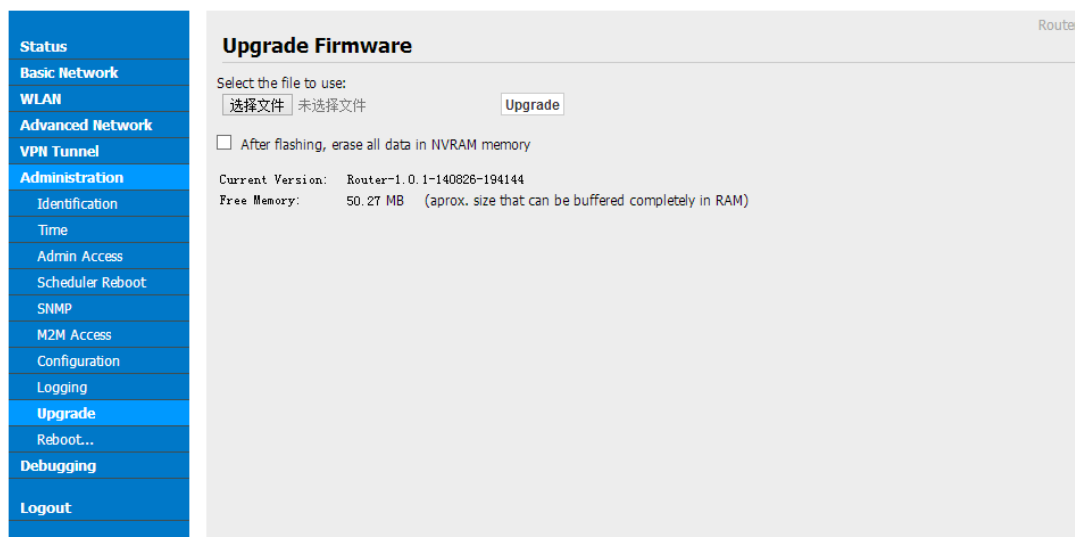 Router
Status
Basic Network
WLAN
Advanced Network
VPN Tunnel
Administration
Identification
Time
Admin Access
Scheduler Reboot
SNMP
M2M Access
Configuration
Logging
Upgrade
Reboot...
Debugging
Logout
Upgrade Firmware
Select the file to use:
选择文件 未选择文件 Upgrade
After flashing, erase all data in NVRAM memory
Current Version: Router-1.0.1-140826-194144
Free Memory: 50.27 MB (aprox. size that can be buffered completely in RAM)